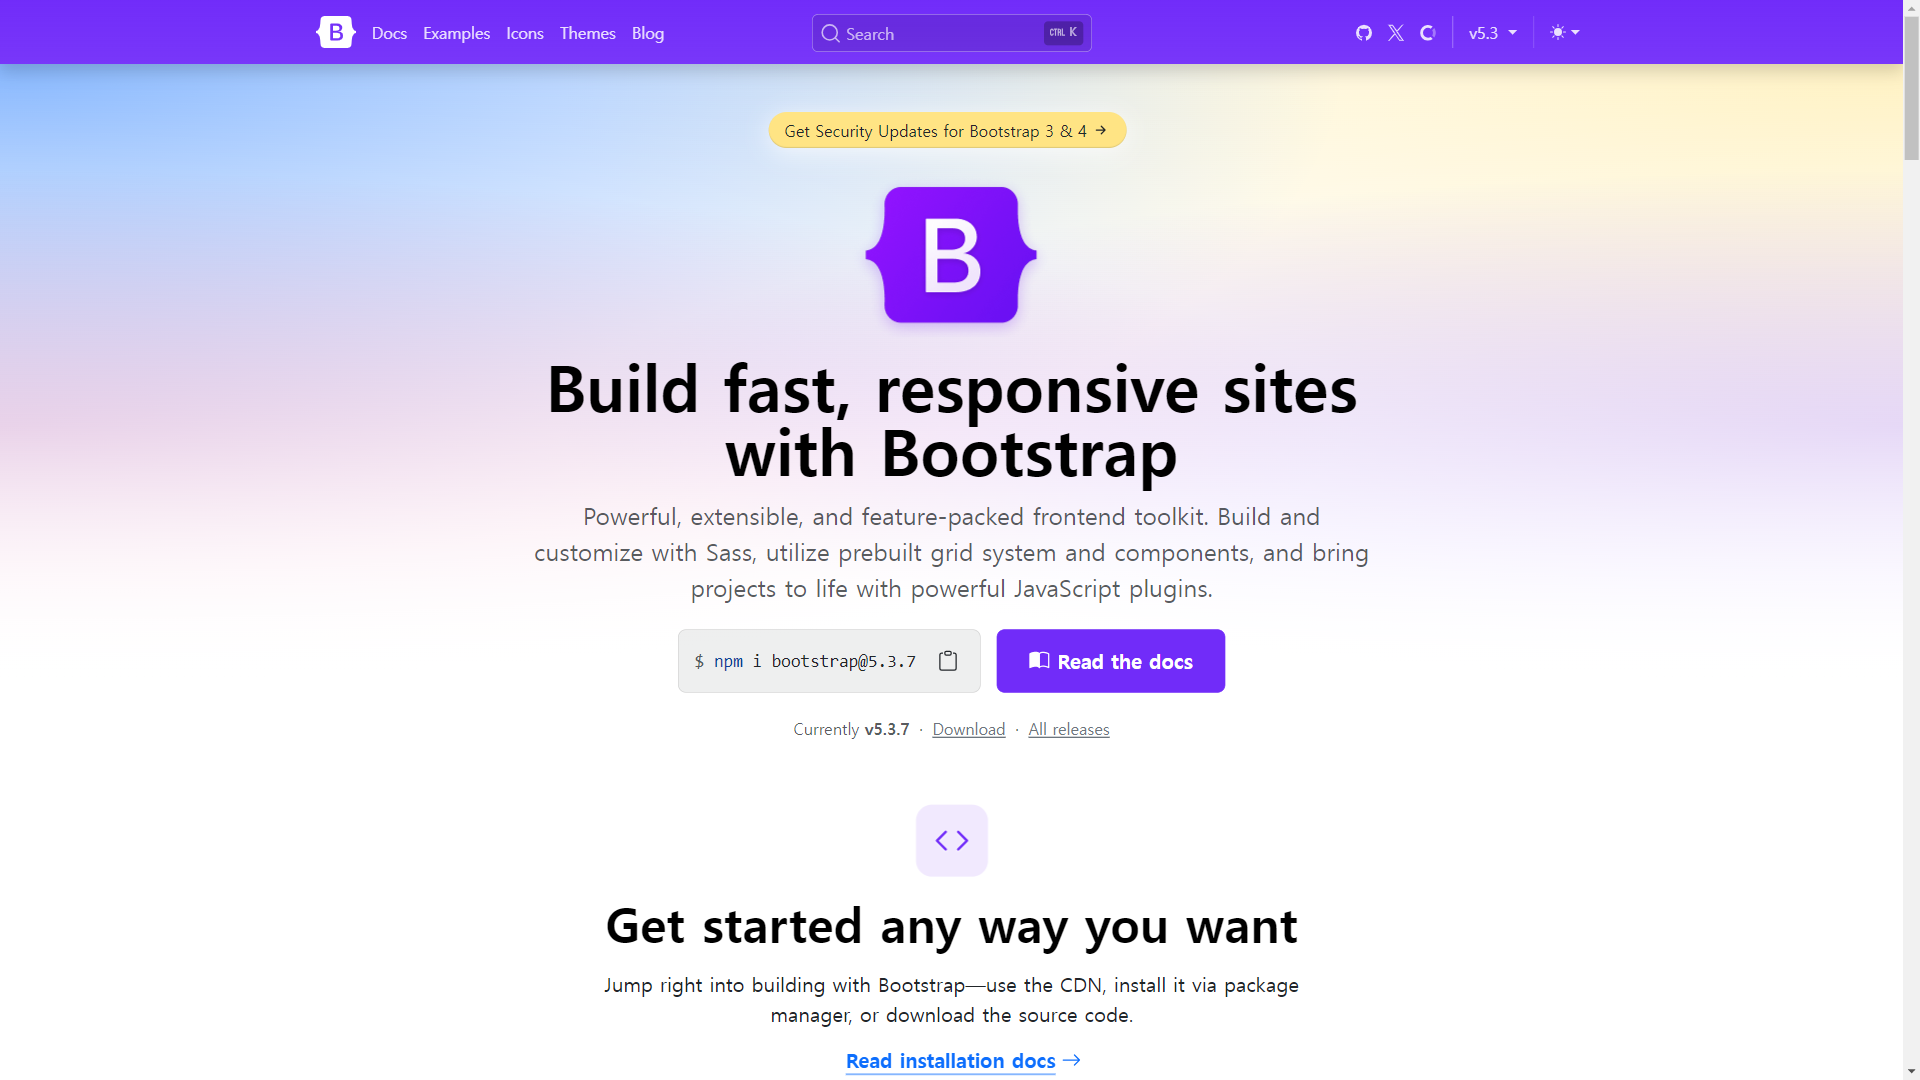 B Docs Examples Icons Themes Blog Search CTRL K v5.3
Get Security Updates for Bootstrap 3 & 4 →
B
Build fast, responsive sites
with Bootstrap
Powerful, extensible, and feature-packed frontend toolkit. Build and
customize with Sass, utilize prebuilt grid system and components, and bring
projects to life with powerful JavaScript plugins.
$ npm i bootstrap@5.3.7 Read the docs
Currently v5.3.7 · Download · All releases
Get started any way you want
Jump right into building with Bootstrap—use the CDN, install it via package
manager, or download the source code.
Read installation docs →